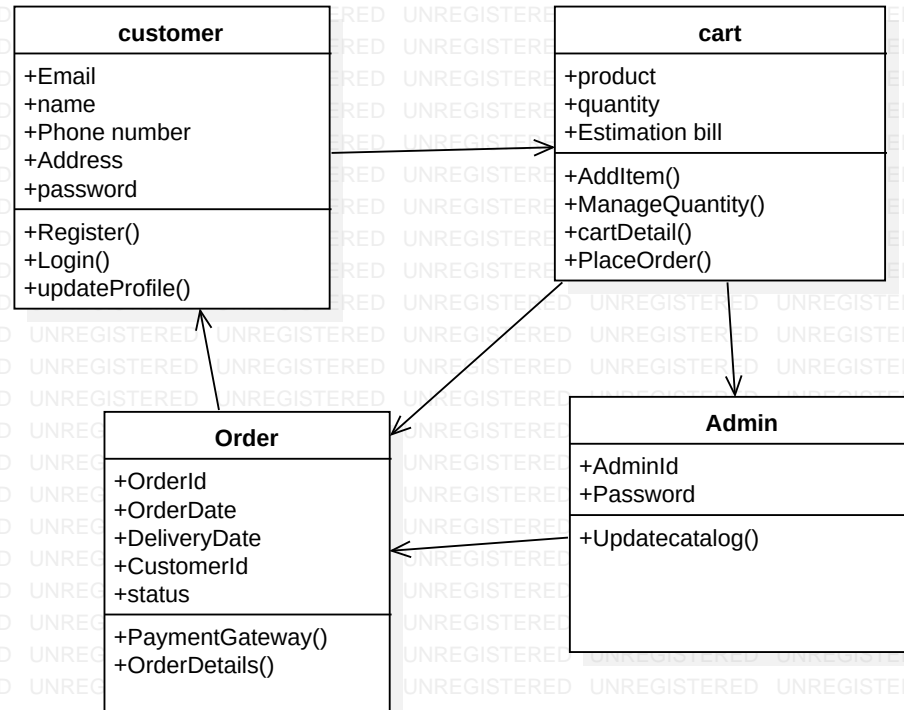 customer
+Email
+name
+Phone number
+Address
+password
+Register()
+Login()
+updateProfile()
cart
+product
+quantity
+Estimation bill
+AddItem()
+ManageQuantity()
+cartDetail()
+PlaceOrder()
Order
+OrderId
+OrderDate
+DeliveryDate
+CustomerId
+status
+PaymentGateway()
+OrderDetails()
Admin
+AdminId
+Password
+Updatecatalog()
UNREGISTERED